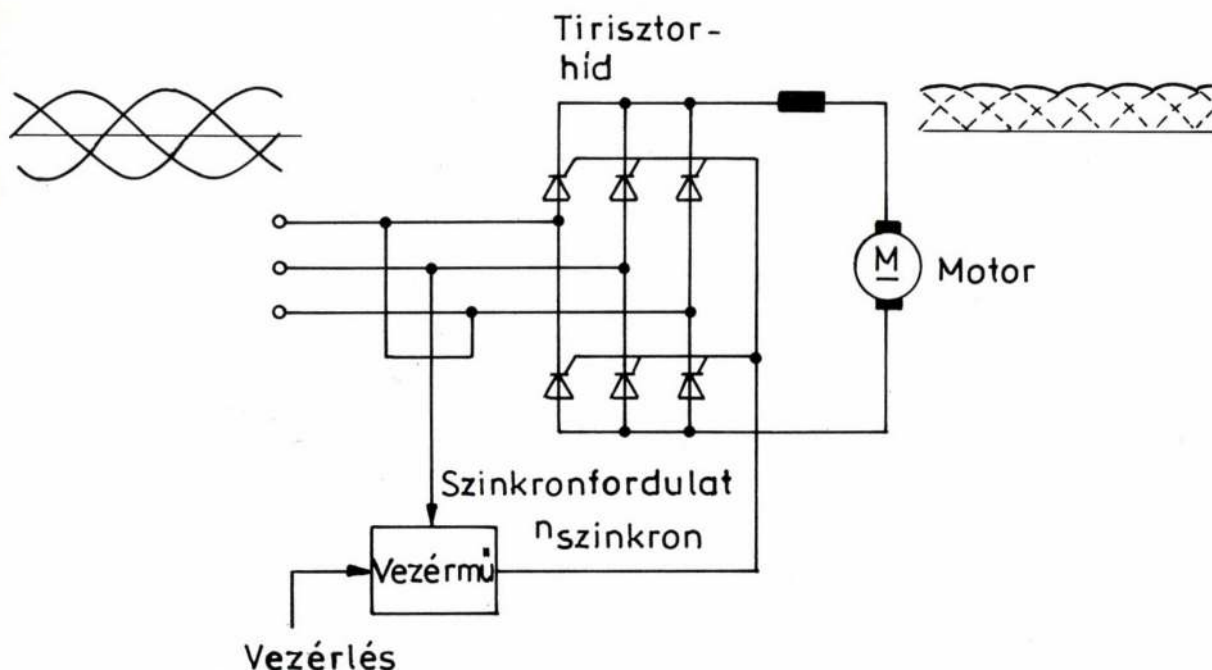 Tirisztor-
híd
M
Motor
Szinkronfordulat
nszinkron
Vezérmű
Vezérlés